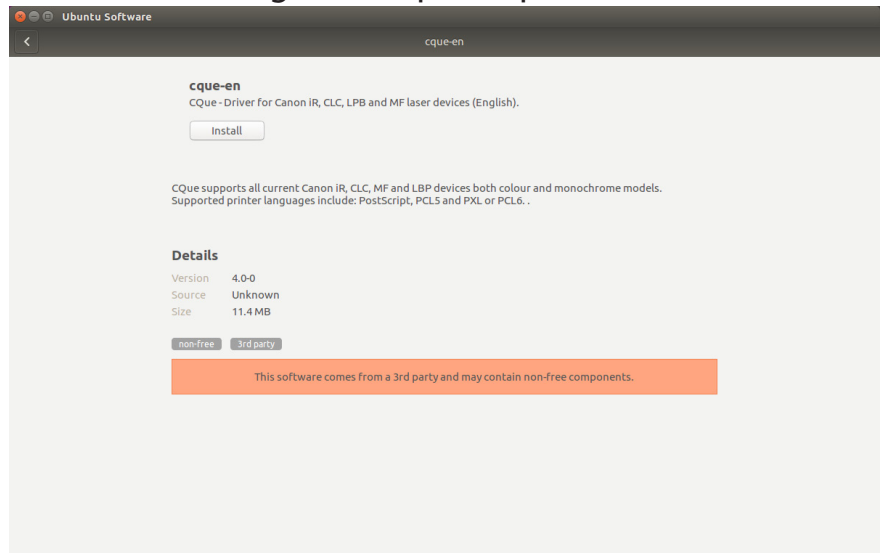 Ubuntu Software
cque-en
cque-en
CQue - Driver for Canon iR, CLC, LPB and MF laser devices (English).
Install
CQue supports all current Canon iR, CLC, MF and LBP devices both colour and monochrome models.
Supported printer languages include: PostScript, PCL5 and PXL or PCL6. .
Details
Version 4.0-0
Source Unknown
Size 11.4 MB
non-free 3rd party
This software comes from a 3rd party and may contain non-free components.